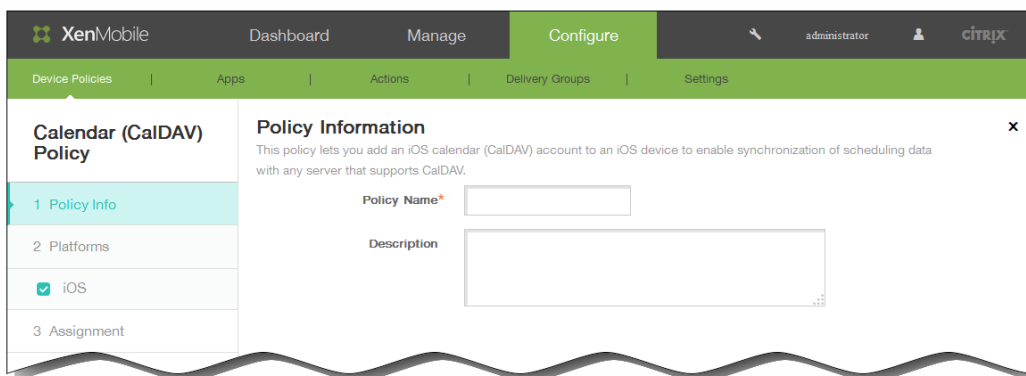 XenMobile Dashboard Manage Configure administrator CİTRIX
Device Policies | Apps | Actions | Delivery Groups | Settings
Calendar (CalDAV)
Policy
1 Policy Info
2 Platforms
iOS
3 Assignment
Policy Information
x
This policy lets you add an iOS calendar (CalDAV) account to an iOS device to enable synchronization of scheduling data
with any server that supports CalDAV.
Policy Name*
Description